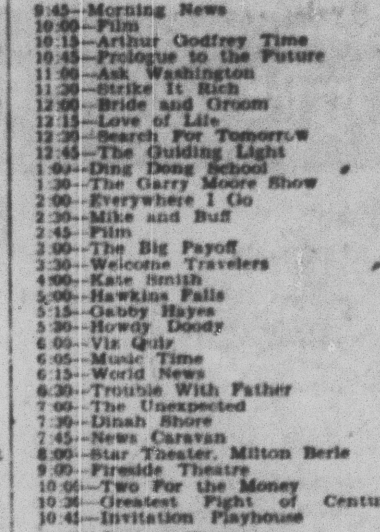 9:45—Morning News
10:00—Film
10:15—Arthur Godfrey Time
10:45—Prologue to the Future
11:00—Ask Washington
11:30—Strike It Rich
12:00—Bride and Groom
12:15—Love of Life
12:30—Search For Tomorrow
12:45—The Guiding Light
1:00—Ding Dong School
1:30—The Garry Moore Show
2:00—Everywhere I Go
2:30—Mike and Buff
2:45—Film
3:00—The Big Payoff
3:30—Welcome Travelers
4:00—Kate Smith
5:00—Hawkins Falls
5:15—Gabby Hayes
5:30—Howdy Doody
6:00—Viz Quiz
6:05—Music Time
6:15—World News
6:30—Trouble With Father
7:00—The Unexpected
7:30—Dinah Shore
7:45—News Caravan
8:00—Star Theater, Milton Berle
9:00—Fireside Theatre
10:00—Two For the Money
10:30—Greatest Fight of Centu
10:45—Invitation Playhouse